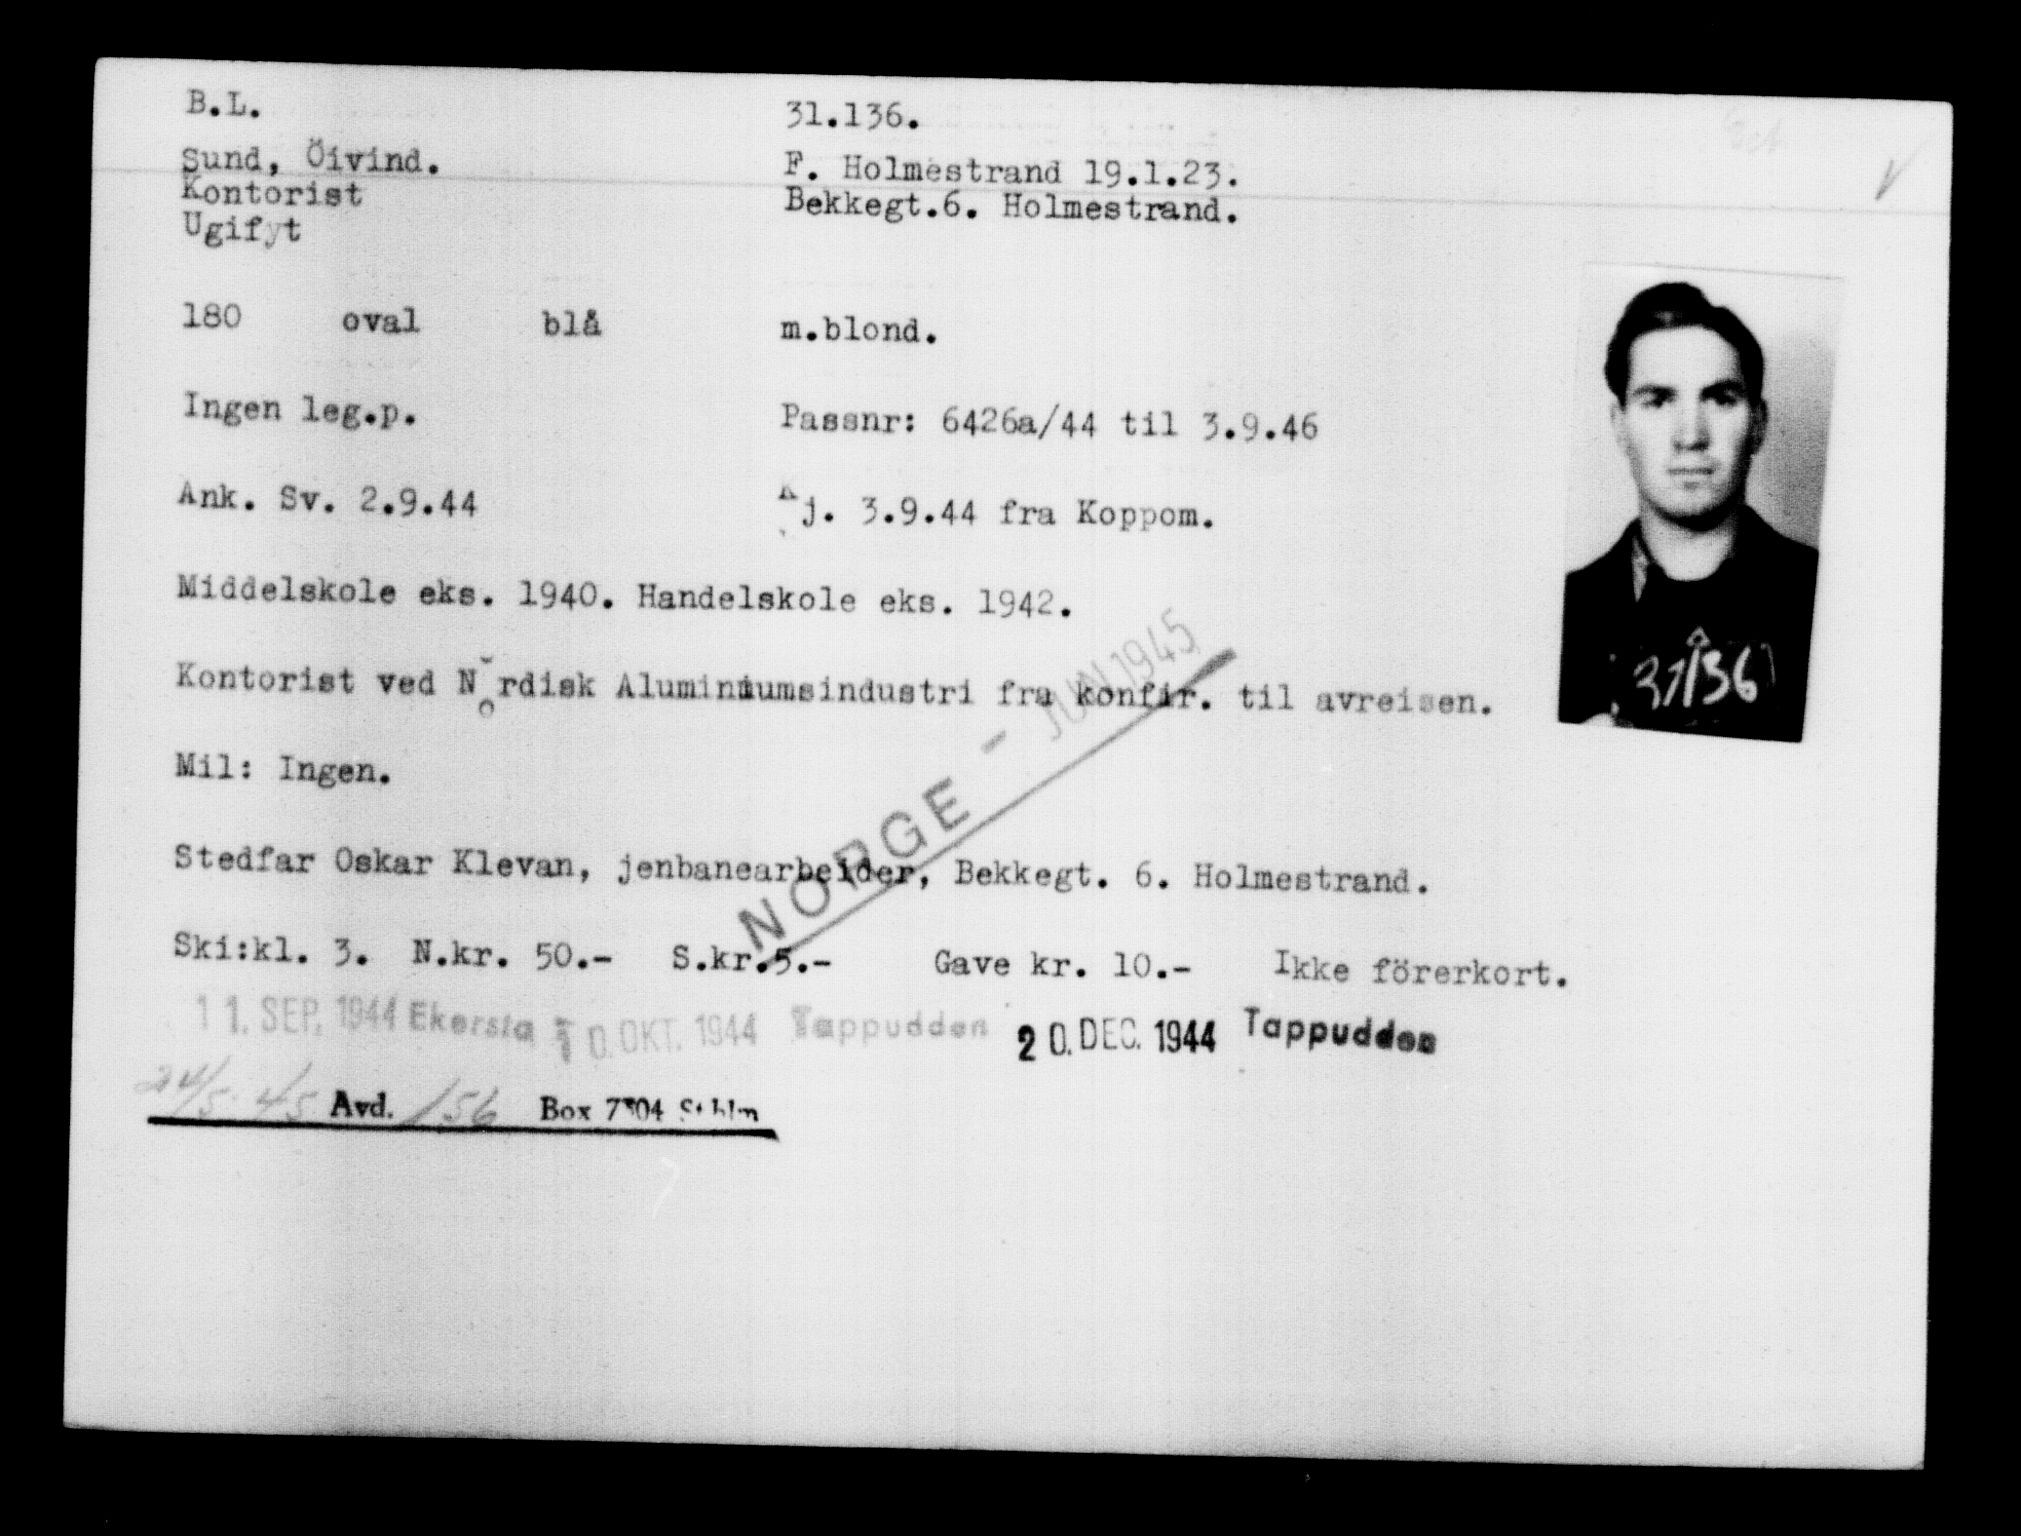 B.L. 31.136.
Sund, Öivind. F. Holmestrand 19.1.23.
Kontorist Bekkegt.6. Holmestrand.
Ugifyt
180 oval blå m.blond.
Ingen leg.p. Passnr: 6426a/44 til 3.9.46
Ank. Sv. 2.9.44 Kj. 3.9.44 fra Koppom.
Middelskole eks. 1940. Handelskole eks. 1942.
Kontorist ved Nordisk Aluminiumsindustri fra konfir. til avreisen.
31136
Mil: Ingen.
NORGE - JUN 1945
Stedfar Oskar Klevan, jenbanearbeider, Bekkegt. 6. Holmestrand.
Ski:kl. 3. N.kr. 50.- S.kr.5.- Gave kr. 10.- Ikke förerkort.
11. SEP. 1944 Ekersta 10. OKT. 1944 Tappudden 20. DEC. 1944 Tappudden
24/5 45 Avd. 156 Box 7304 Sthlm